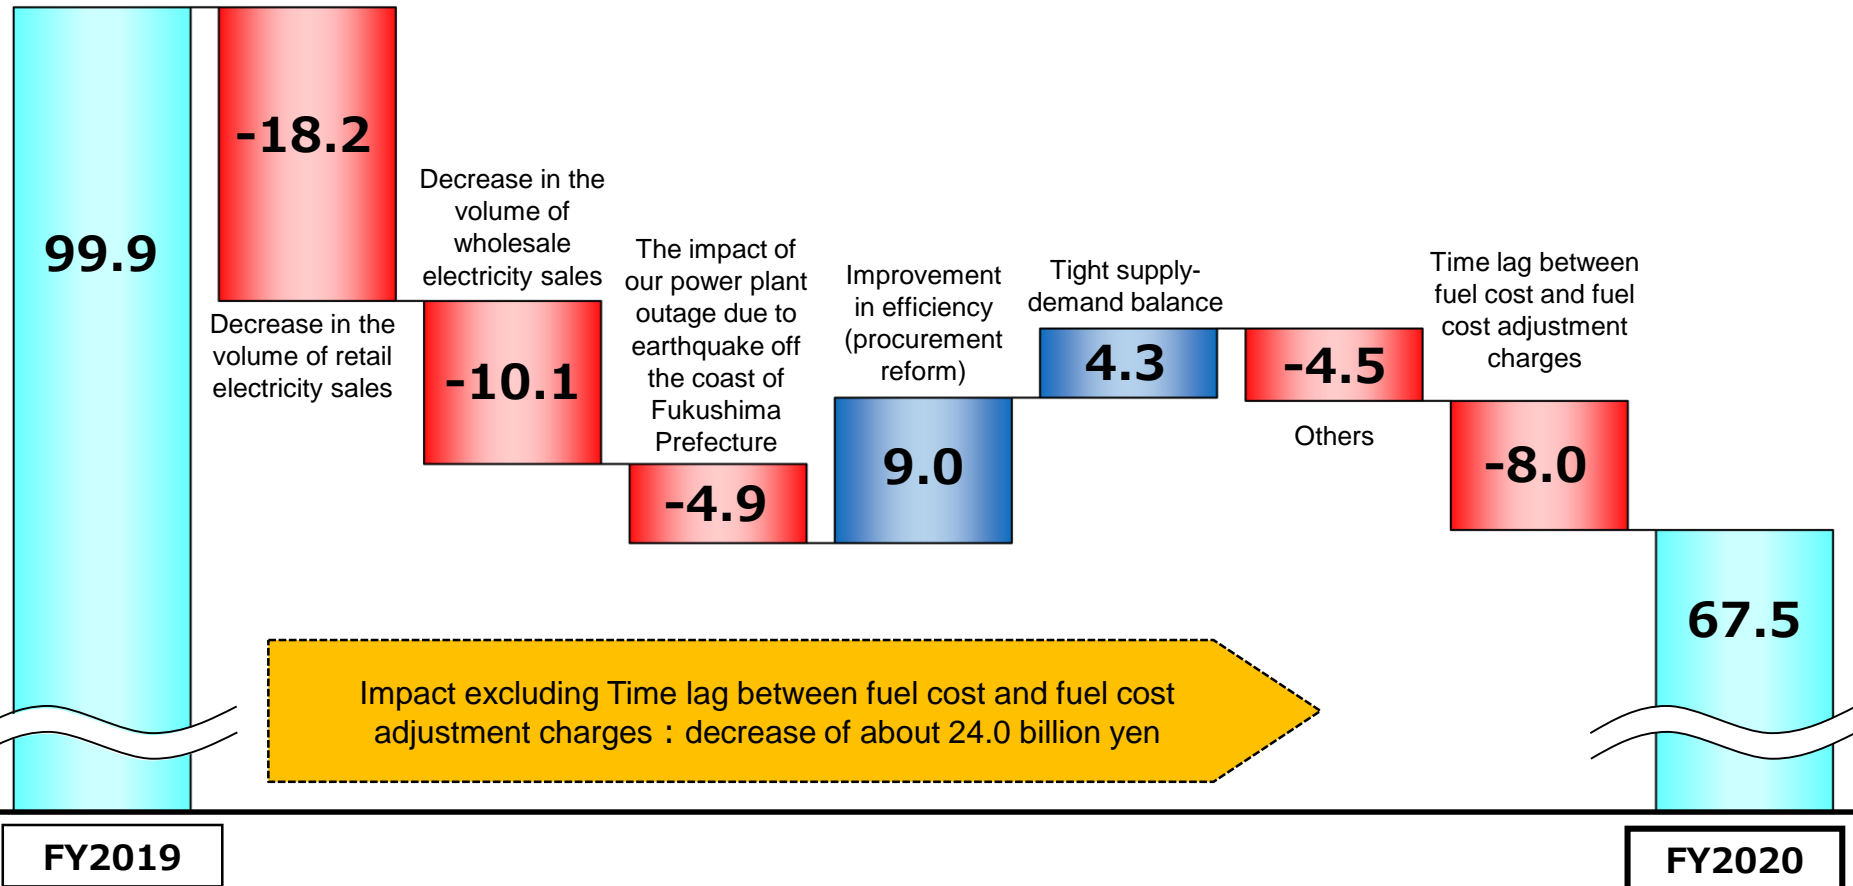 99.9
-18.2
Decrease in the
volume of retail
electricity sales
Decrease in the
volume of
wholesale
electricity sales
-10.1
The impact of
our power plant
outage due to
earthquake off
the coast of
Fukushima
Prefecture
-4.9
Improvement
in efficiency
(procurement
reform)
9.0
Tight supply-
demand balance
4.3
-4.5
Others
Time lag between
fuel cost and fuel
cost adjustment
charges
-8.0
67.5
Impact excluding Time lag between fuel cost and fuel cost
adjustment charges：decrease of about 24.0 billion yen
FY2019
FY2020